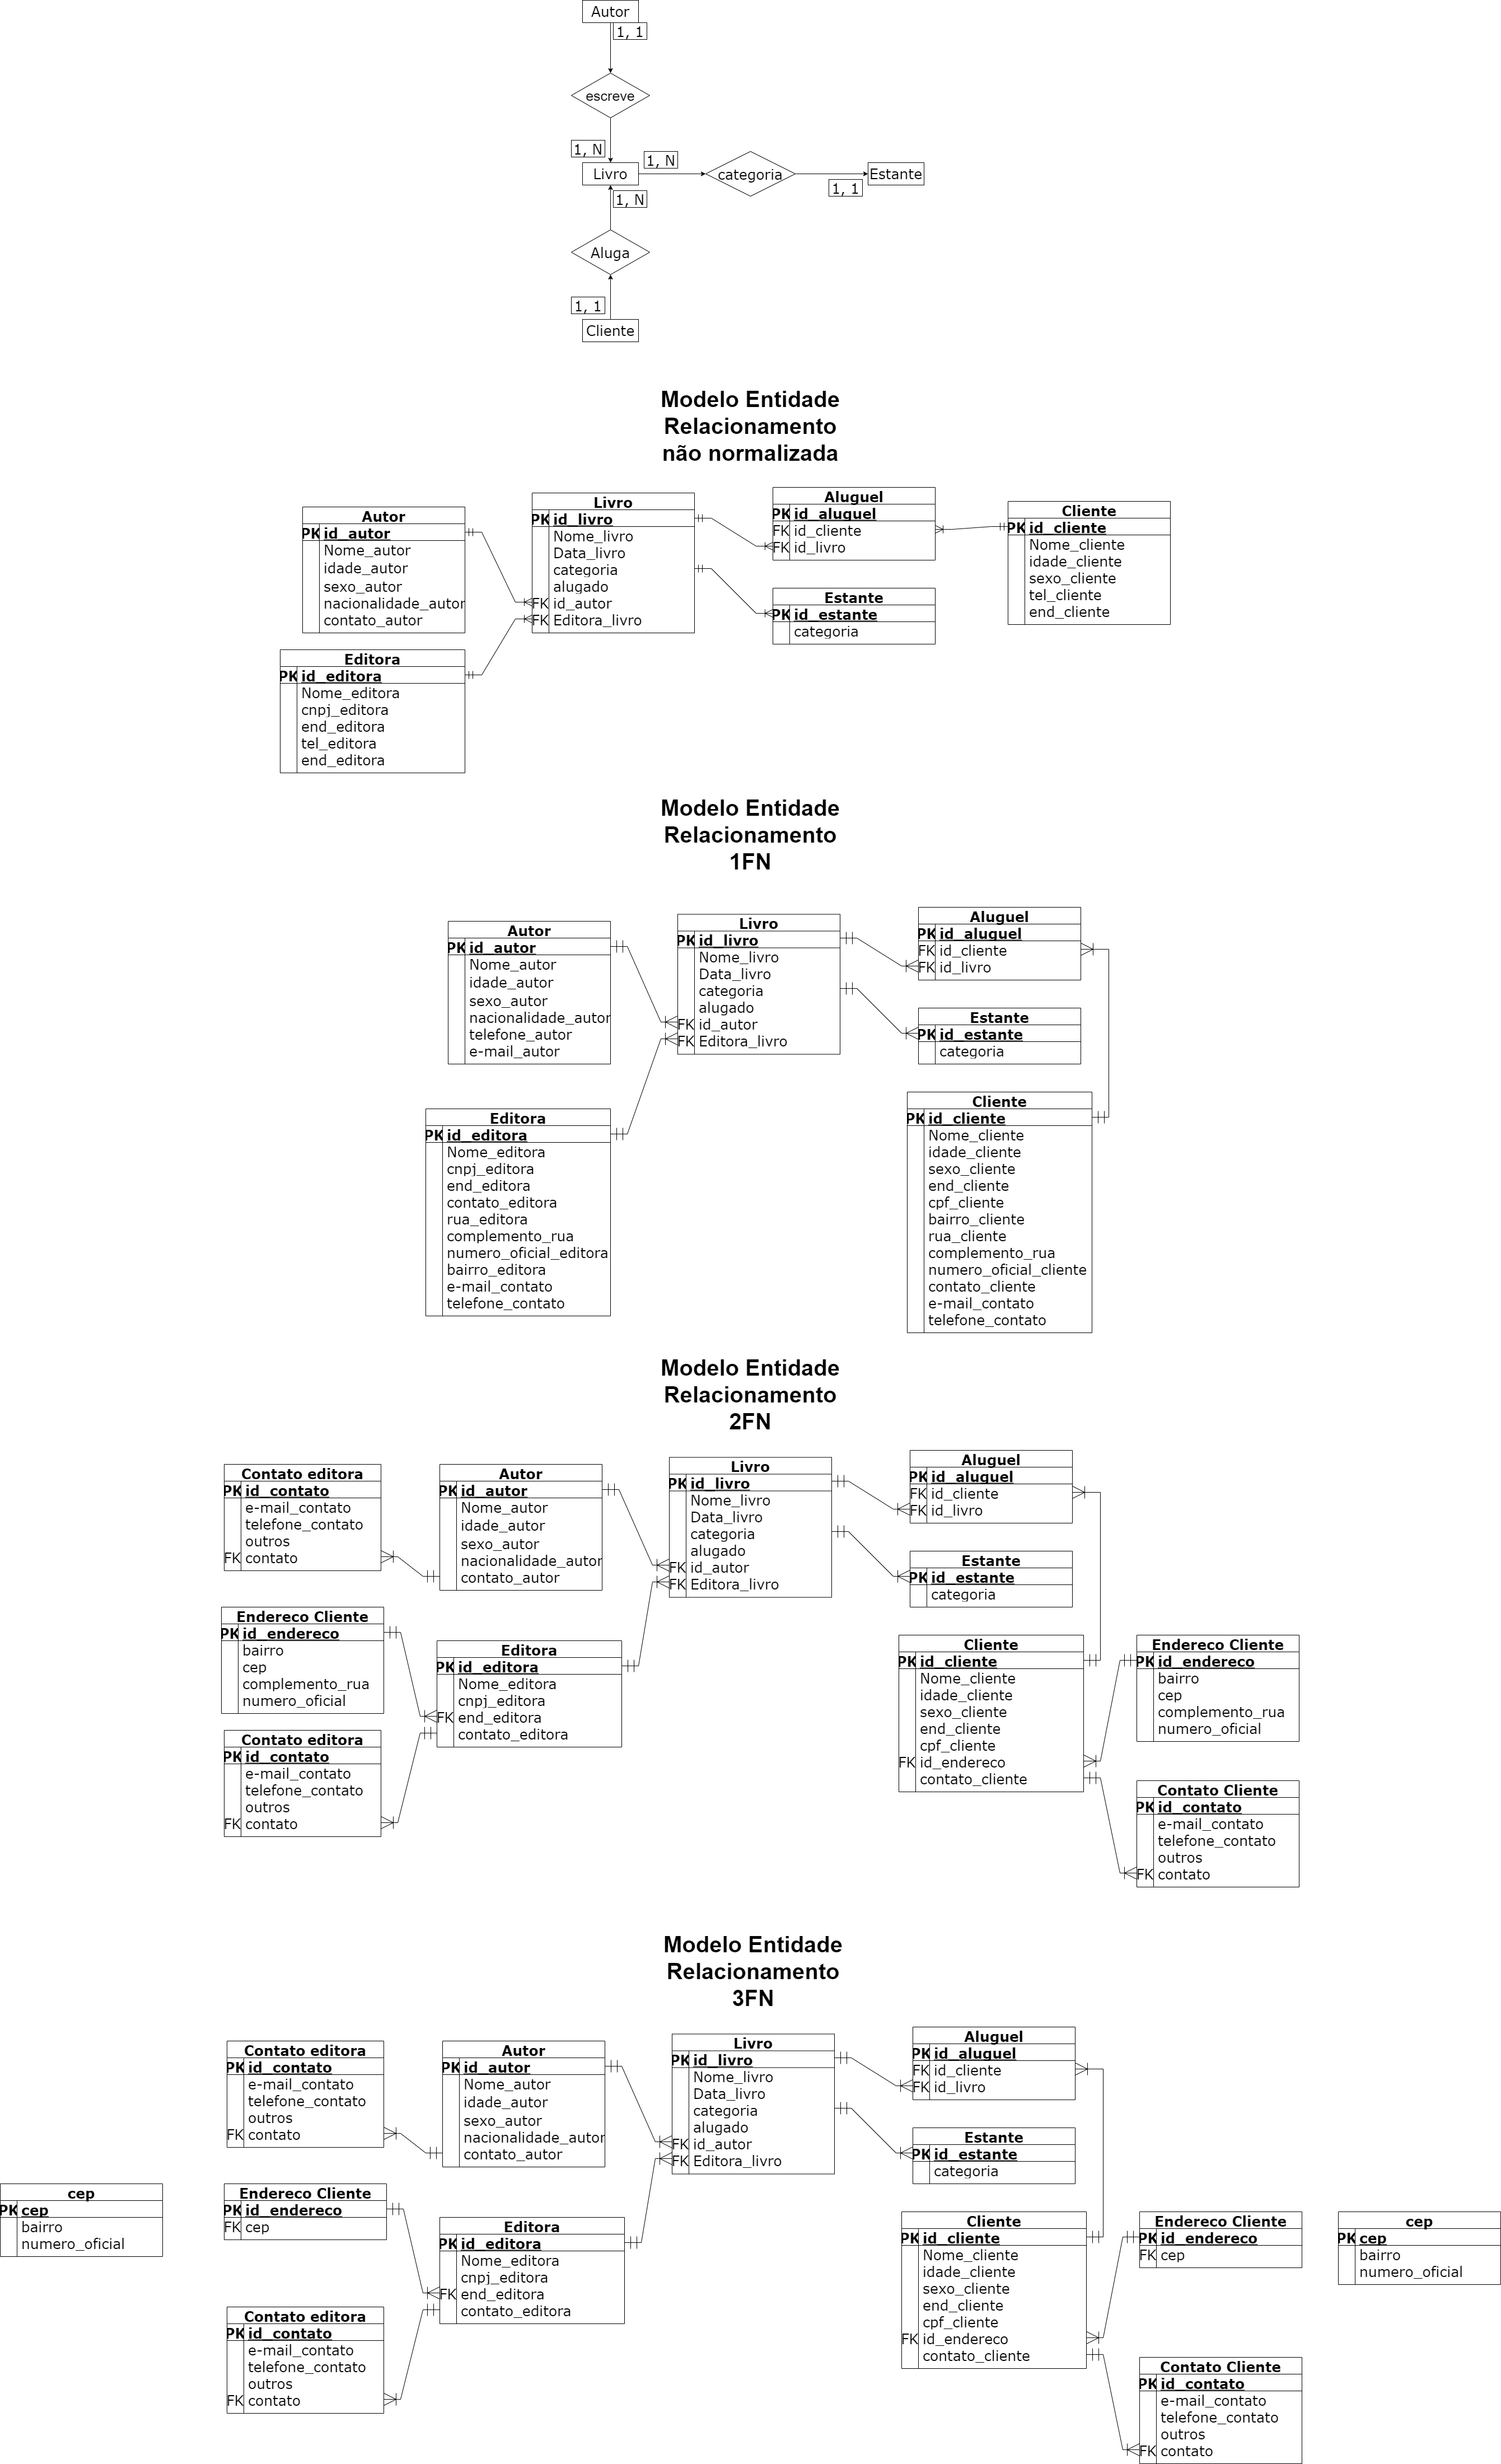 Autor
1, 1
escreve
1, N
Livro
1, N
categoria
1, 1
Estante
1, N
Aluga
1, 1
Cliente
Modelo Entidade
Relacionamento
não normalizada
Autor
PK id_autor
Nome_autor
idade_autor
sexo_autor
nacionalidade_autor
contato_autor
Editora
PK id_editora
Nome_editora
cnpj_editora
end_editora
tel_editora
end_editora
Livro
PK id_livro
Nome_livro
Data_livro
categoria
alugado
FK id_autor
FK Editora_livro
Aluguel
PK id_aluguel
FK id_cliente
FK id_livro
Estante
PK id_estante
categoria
Cliente
PK id_cliente
Nome_cliente
idade_cliente
sexo_cliente
tel_cliente
end_cliente
Modelo Entidade
Relacionamento
1FN
Autor
PK id_autor
Nome_autor
idade_autor
sexo_autor
nacionalidade_autor
telefone_autor
e-mail_autor
Editora
PK id_editora
Nome_editora
cnpj_editora
end_editora
contato_editora
rua_editora
complemento_rua
numero_oficial_editora
bairro_editora
e-mail_contato
telefone_contato
Livro
PK id_livro
Nome_livro
Data_livro
categoria
alugado
FK id_autor
FK Editora_livro
Aluguel
PK id_aluguel
FK id_cliente
FK id_livro
Estante
PK id_estante
categoria
Cliente
PK id_cliente
Nome_cliente
idade_cliente
sexo_cliente
end_cliente
cpf_cliente
bairro_cliente
rua_cliente
complemento_rua
numero_oficial_cliente
contato_cliente
e-mail_contato
telefone_contato
Modelo Entidade
Relacionamento
2FN
Contato editora
PK id_contato
e-mail_contato
telefone_contato
outros
FK contato
Endereco Cliente
PK id_endereco
bairro
cep
complemento_rua
numero_oficial
Contato editora
PK id_contato
e-mail_contato
telefone_contato
outros
FK contato
Autor
PK id_autor
Nome_autor
idade_autor
sexo_autor
nacionalidade_autor
contato_autor
Editora
PK id_editora
Nome_editora
cnpj_editora
FK end_editora
contato_editora
Livro
PK id_livro
Nome_livro
Data_livro
categoria
alugado
FK id_autor
FK Editora_livro
Aluguel
PK id_aluguel
FK id_cliente
FK id_livro
Estante
PK id_estante
categoria
Cliente
PK id_cliente
Nome_cliente
idade_cliente
sexo_cliente
end_cliente
cpf_cliente
FK id_endereco
contato_cliente
Endereco Cliente
PK id_endereco
bairro
cep
complemento_rua
numero_oficial
Contato Cliente
PK id_contato
e-mail_contato
telefone_contato
outros
FK contato
Modelo Entidade
Relacionamento
3FN
cep
PK cep
bairro
numero_oficial
Contato editora
PK id_contato
e-mail_contato
telefone_contato
outros
FK contato
Endereco Cliente
PK id_endereco
FK cep
Contato editora
PK id_contato
e-mail_contato
telefone_contato
outros
FK contato
Autor
PK id_autor
Nome_autor
idade_autor
sexo_autor
nacionalidade_autor
contato_autor
Editora
PK id_editora
Nome_editora
cnpj_editora
FK end_editora
contato_editora
Livro
PK id_livro
Nome_livro
Data_livro
categoria
alugado
FK id_autor
FK Editora_livro
Aluguel
PK id_aluguel
FK id_cliente
FK id_livro
Estante
PK id_estante
categoria
Cliente
PK id_cliente
Nome_cliente
idade_cliente
sexo_cliente
end_cliente
cpf_cliente
FK id_endereco
contato_cliente
Endereco Cliente
PK id_endereco
FK cep
Contato Cliente
PK id_contato
e-mail_contato
telefone_contato
outros
FK contato
cep
PK cep
bairro
numero_oficial